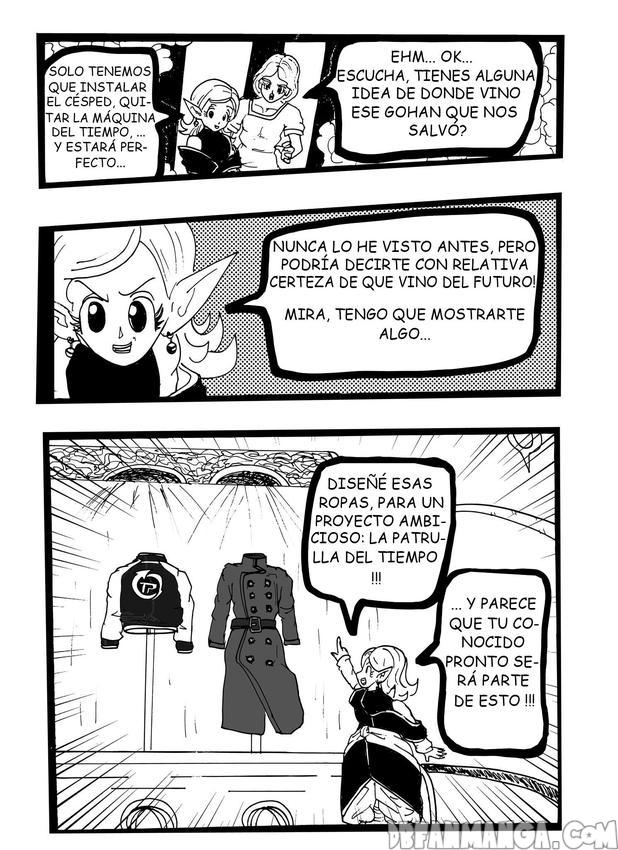 SOLO TENEMOS
QUE INSTALAR
EL CÉSPED, QUI-
TAR LA MÁQUINA
DEL TIEMPO, ...
Y ESTARÁ PER-
FECTO...
EHM... OK...
ESCUCHA, TIENES ALGUNA
IDEA DE DONDE VINO
ESE GOHAN QUE NOS
SALVÓ?
NUNCA LO HE VISTO ANTES, PERO
PODRÍA DECIRTE CON RELATIVA
CERTEZA DE QUE VINO DEL FUTURO!
MIRA, TENGO QUE MOSTRARTE
ALGO...
DISEÑÉ ESAS
ROPAS, PARA UN
PROYECTO AMBI-
CIOSO: LA PATRU-
LLA DEL TIEMPO
!!!
... Y PARECE
QUE TU CO-
NOCIDO
PRONTO SE-
RÁ PARTE
DE ESTO !!!
TP
DBFANMANGA.COM